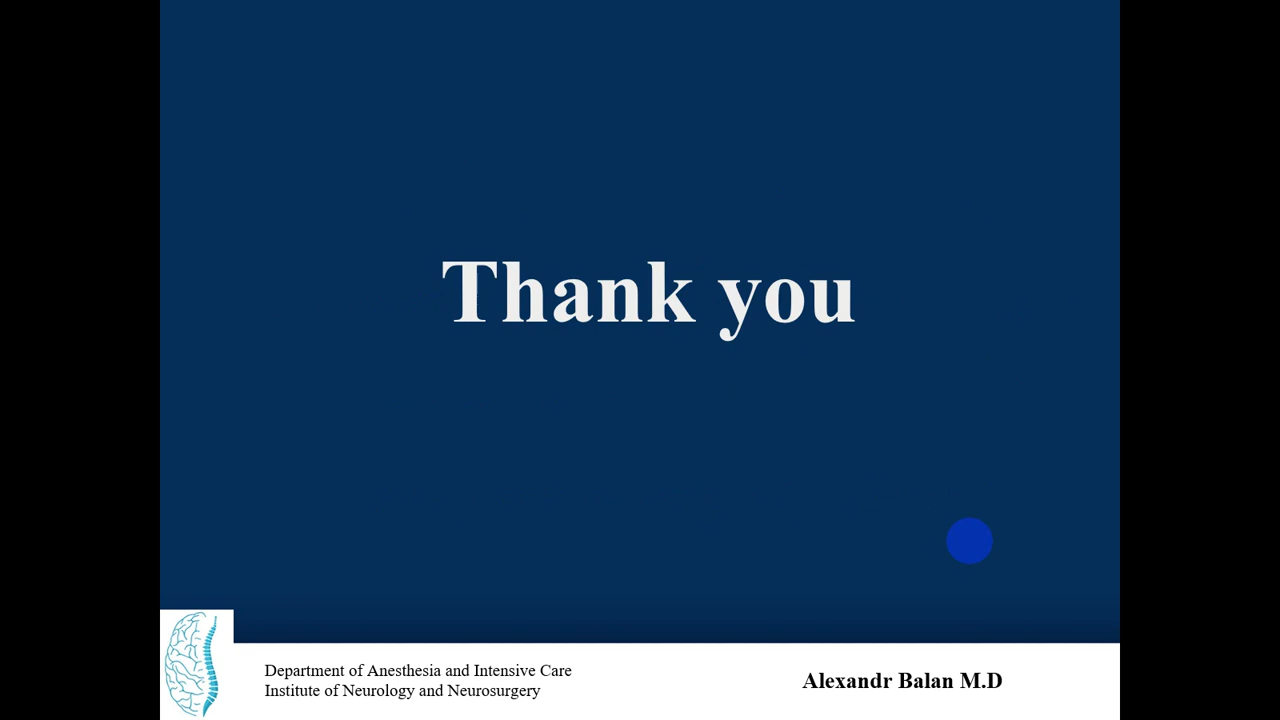 Thank you
Department of Anesthesia and Intensive Care
Institute of Neurology and Neurosurgery
Alexandr Balan M.D